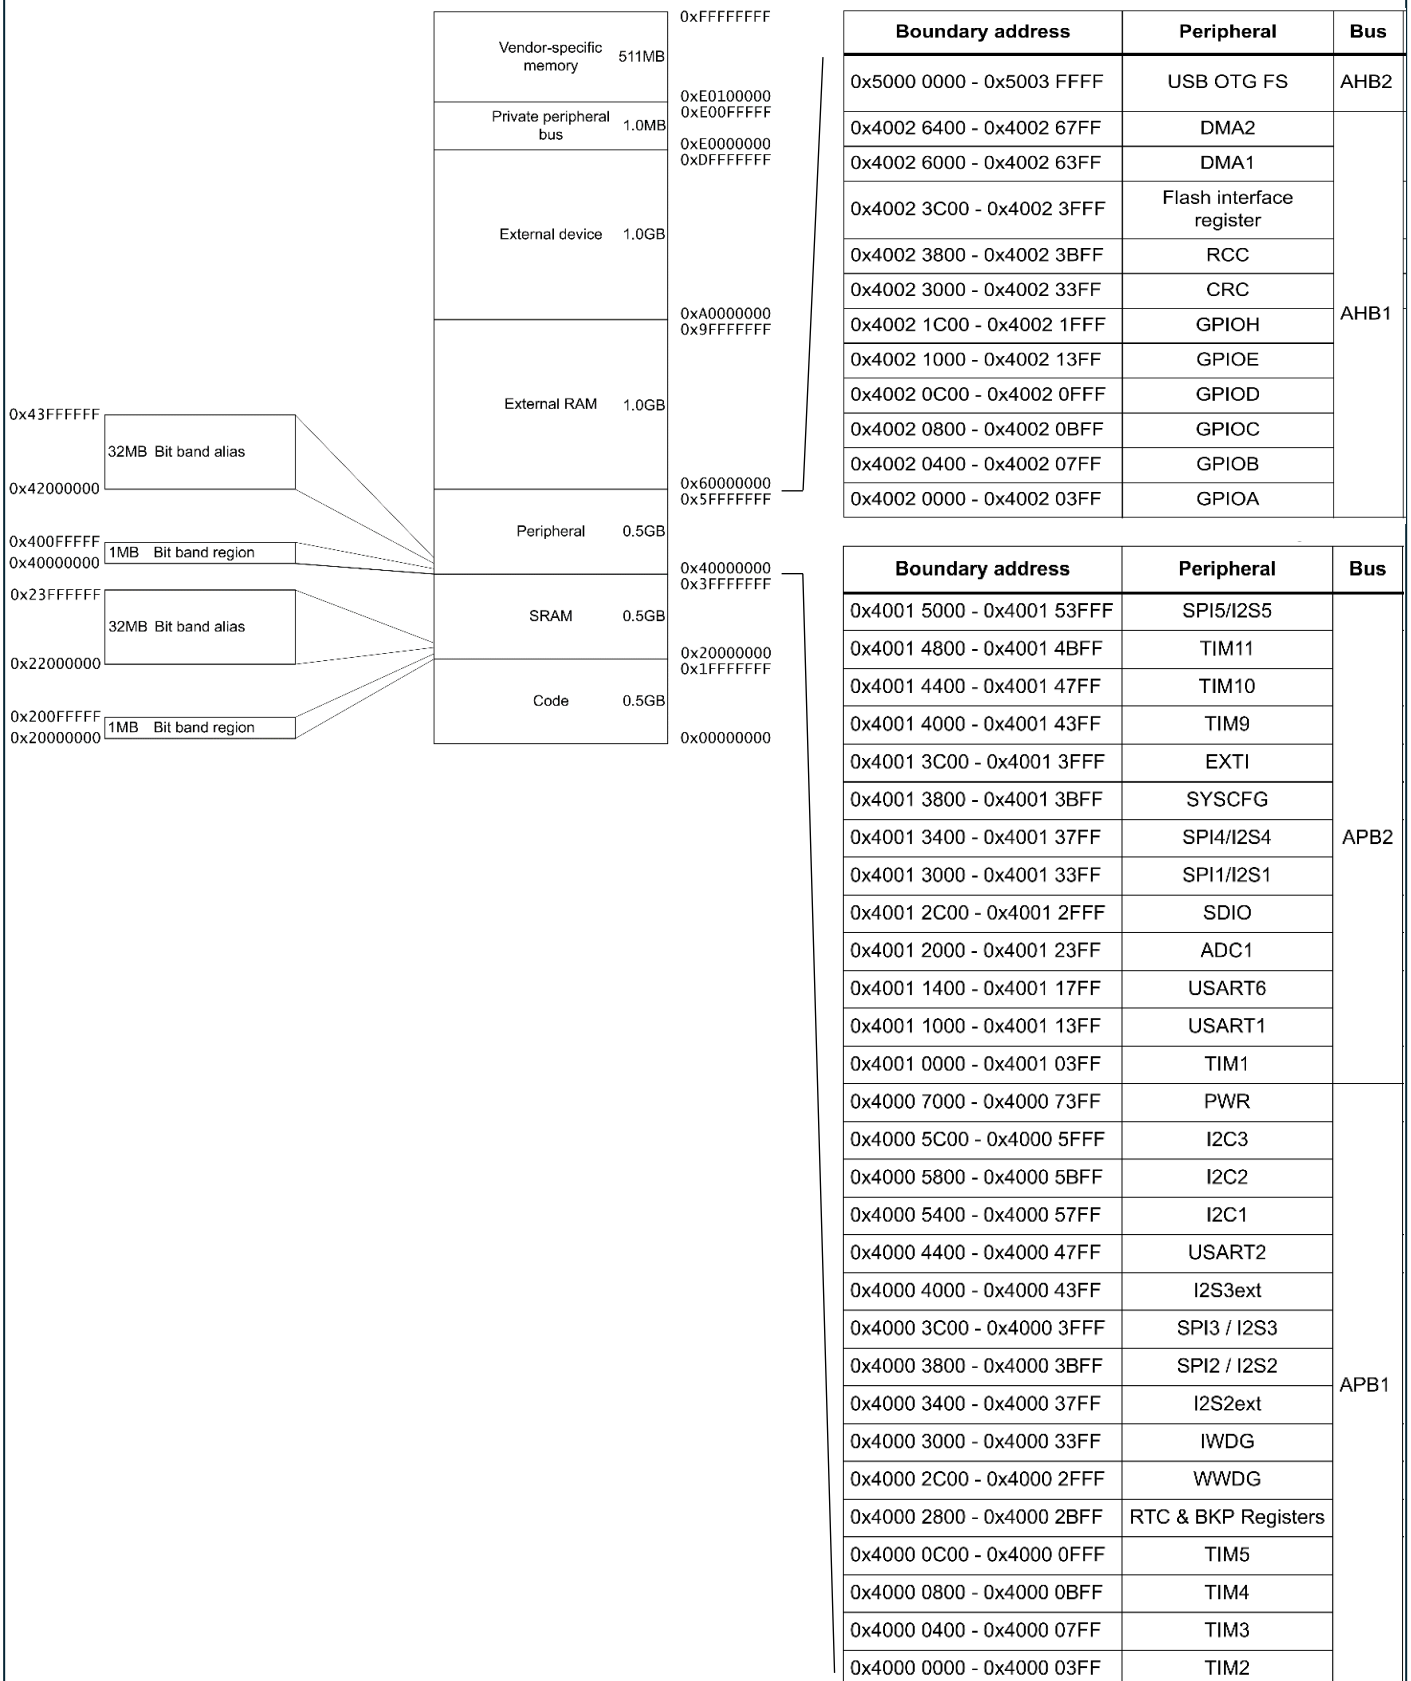 0xFFFFFFFF
Vendor-specific
memory
511MB
0xE0100000
0xE00FFFFF
Private peripheral
bus
1.0MB
0xE0000000
0xDFFFFFFF
External device 1.0GB
0xA0000000
0x9FFFFFFF
External RAM 1.0GB
0x60000000
0x5FFFFFFF
Peripheral 0.5GB
0x40000000
0x3FFFFFFF
SRAM 0.5GB
0x20000000
0x1FFFFFFF
Code 0.5GB
0x00000000
0x43FFFFFF
32MB Bit band alias
0x42000000
0x400FFFFF
1MB Bit band region
0x40000000
0x23FFFFFF
32MB Bit band alias
0x22000000
0x200FFFFF
1MB Bit band region
0x20000000
Boundary address Peripheral Bus
0x5000 0000 - 0x5003 FFFF USB OTG FS AHB2
0x4002 6400 - 0x4002 67FF DMA2
0x4002 6000 - 0x4002 63FF DMA1
0x4002 3C00 - 0x4002 3FFF Flash interface
register
0x4002 3800 - 0x4002 3BFF RCC
0x4002 3000 - 0x4002 33FF CRC
AHB1
0x4002 1C00 - 0x4002 1FFF GPIOH
0x4002 1000 - 0x4002 13FF GPIOE
0x4002 0C00 - 0x4002 0FFF GPIOD
0x4002 0800 - 0x4002 0BFF GPIOC
0x4002 0400 - 0x4002 07FF GPIOB
0x4002 0000 - 0x4002 03FF GPIOA
Boundary address Peripheral Bus
0x4001 5000 - 0x4001 53FFF SPI5/I2S5
0x4001 4800 - 0x4001 4BFF TIM11
0x4001 4400 - 0x4001 47FF TIM10
0x4001 4000 - 0x4001 43FF TIM9
0x4001 3C00 - 0x4001 3FFF EXTI
0x4001 3800 - 0x4001 3BFF SYSCFG
0x4001 3400 - 0x4001 37FF SPI4/I2S4 APB2
0x4001 3000 - 0x4001 33FF SPI1/I2S1
0x4001 2C00 - 0x4001 2FFF SDIO
0x4001 2000 - 0x4001 23FF ADC1
0x4001 1400 - 0x4001 17FF USART6
0x4001 1000 - 0x4001 13FF USART1
0x4001 0000 - 0x4001 03FF TIM1
0x4000 7000 - 0x4000 73FF PWR
0x4000 5C00 - 0x4000 5FFF I2C3
0x4000 5800 - 0x4000 5BFF I2C2
0x4000 5400 - 0x4000 57FF I2C1
0x4000 4400 - 0x4000 47FF USART2
0x4000 4000 - 0x4000 43FF I2S3ext
0x4000 3C00 - 0x4000 3FFF SPI3 / I2S3
0x4000 3800 - 0x4000 3BFF SPI2 / I2S2
APB1
0x4000 3400 - 0x4000 37FF I2S2ext
0x4000 3000 - 0x4000 33FF IWDG
0x4000 2C00 - 0x4000 2FFF WWDG
0x4000 2800 - 0x4000 2BFF RTC & BKP Registers
0x4000 0C00 - 0x4000 0FFF TIM5
0x4000 0800 - 0x4000 0BFF TIM4
0x4000 0400 - 0x4000 07FF TIM3
0x4000 0000 - 0x4000 03FF TIM2